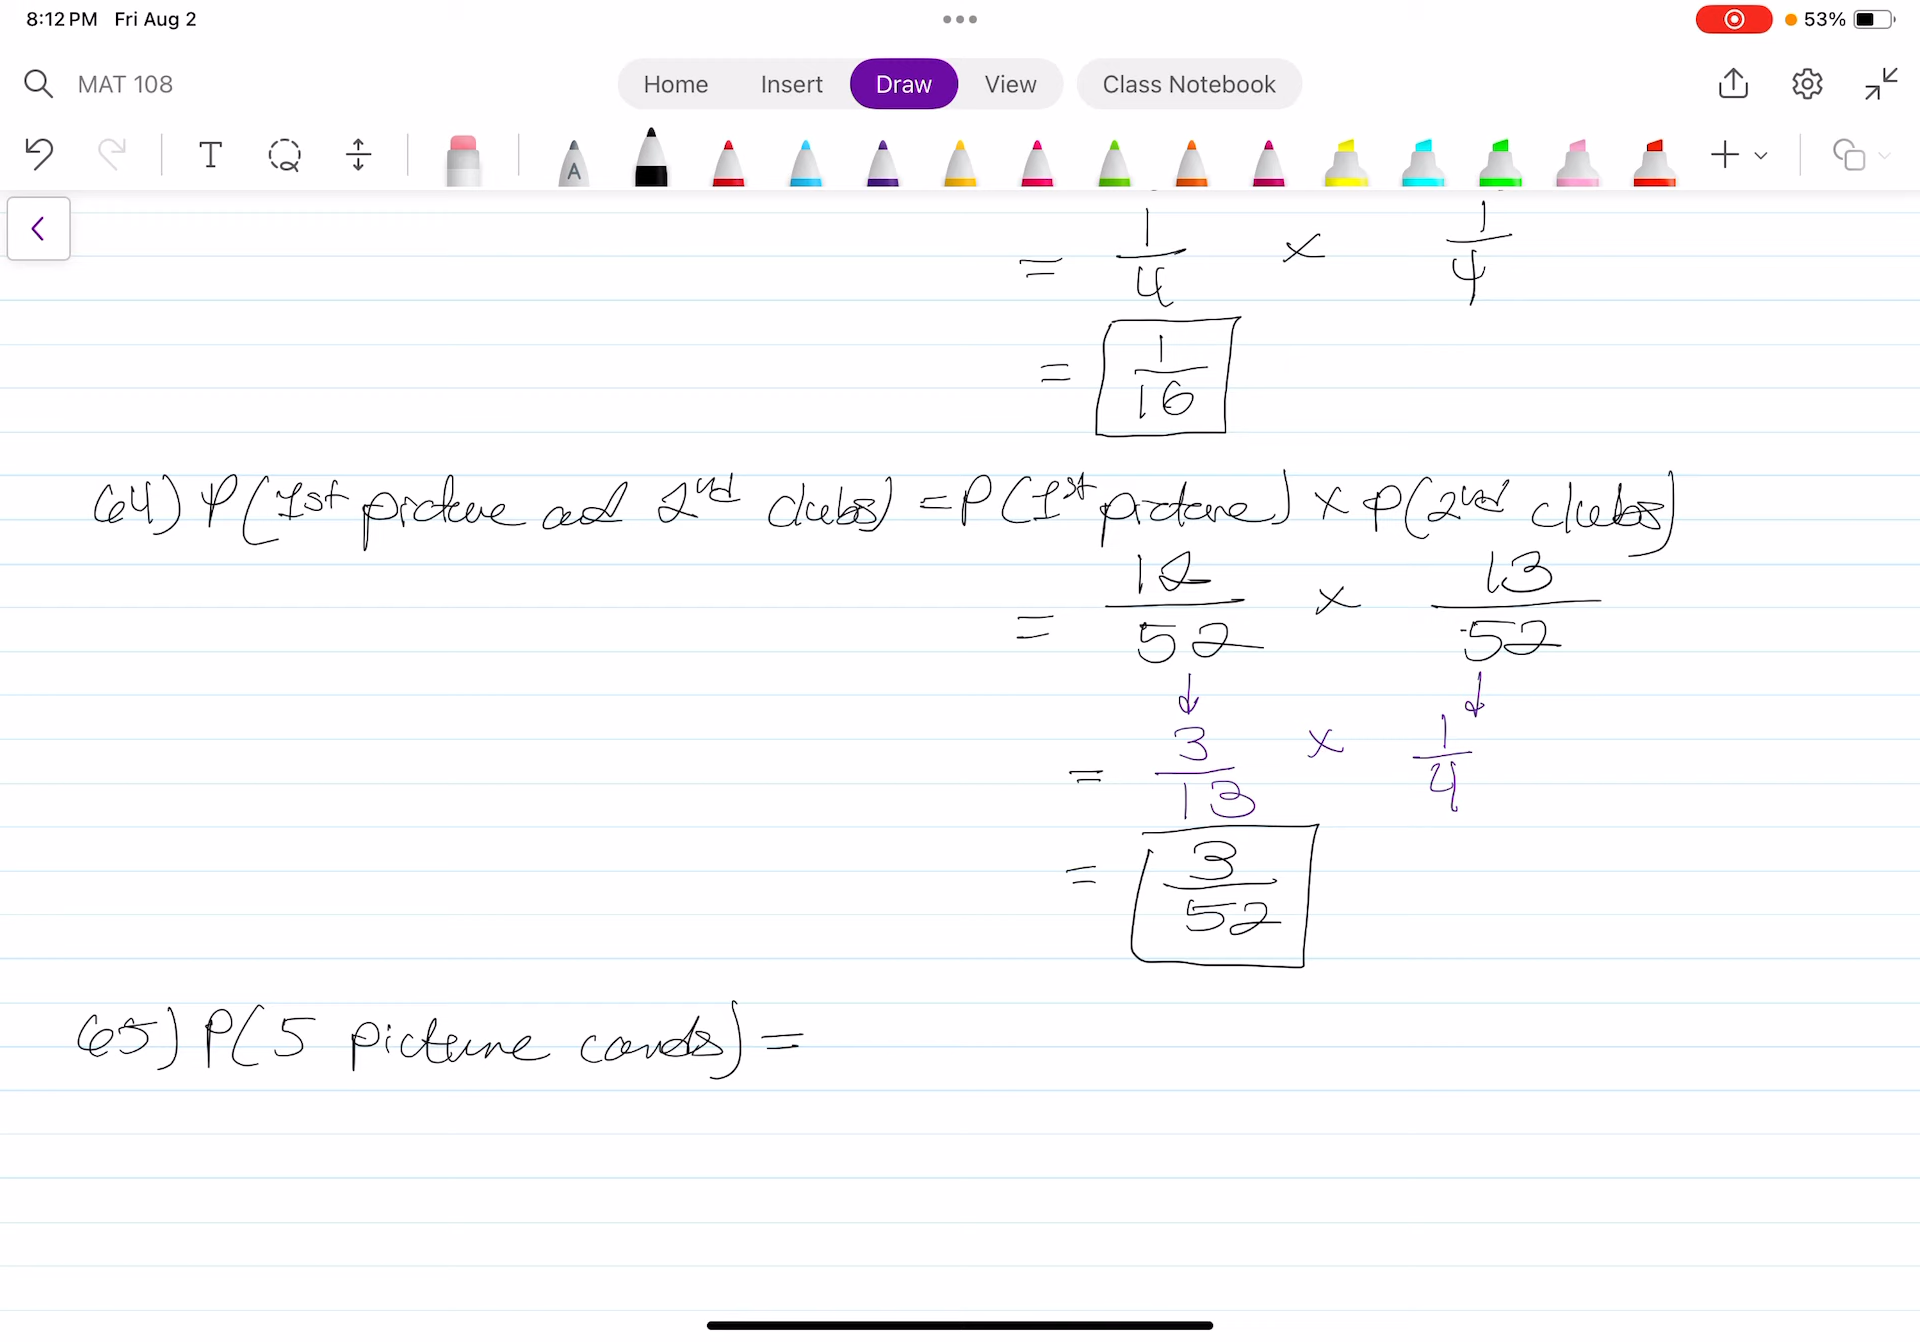 8:12 PM Fri Aug 2
53%
MAT 108
Home Insert Draw View Class Notebook
T A
= 1/4 × 1/4
= 1/16
64) P(1st picture and 2nd clubs) = P(1st picture) × P(2nd clubs)
= 12/52 × 13/52
↓ ↓
= 3/13 × 1/4
= 3/52
65) P(5 picture cards) =